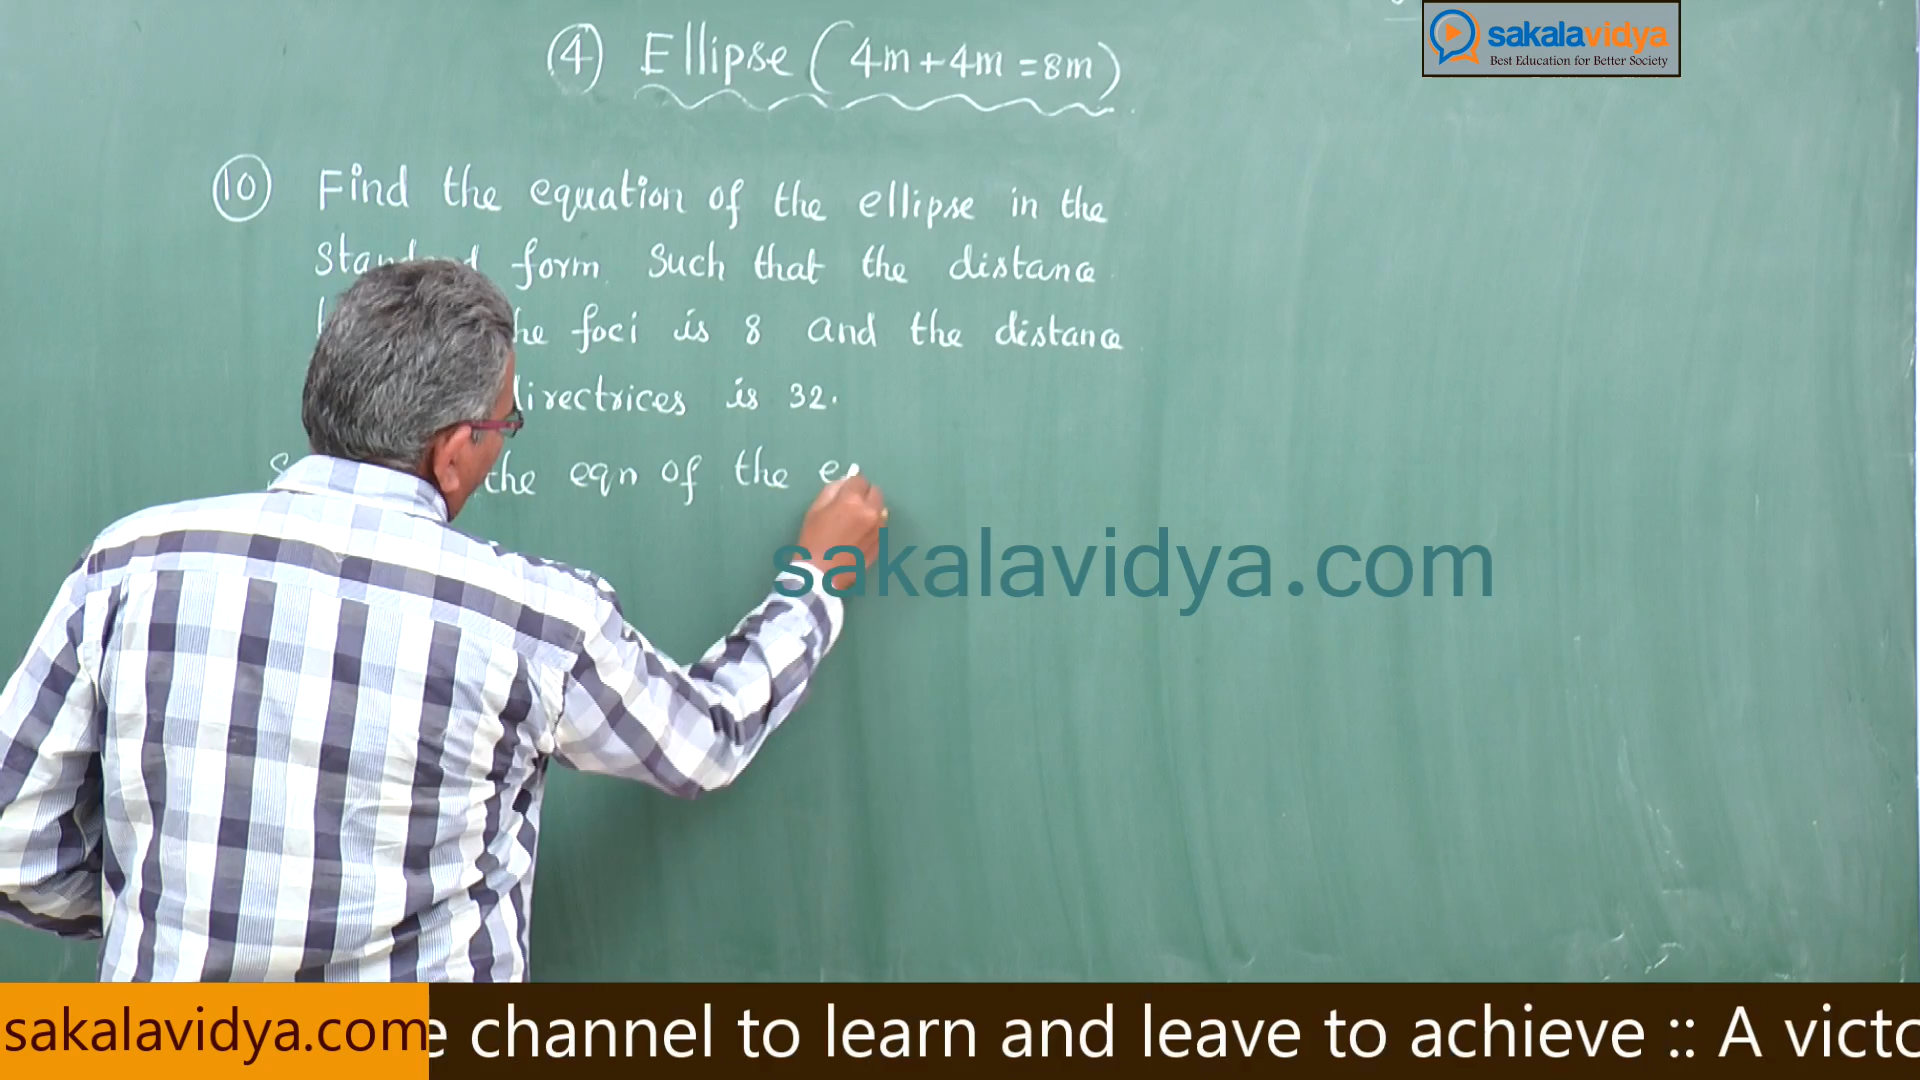 ④ Ellipse (4m+4m=8m)
sakalavidya
Best Education for Better Society
⑩ Find the equation of the ellipse in the
form such that the distance
foci is 8 and the distance
directrices is 32.
the eqn of the
sakalavidya.com
sakalavidya.com
e channel to learn and leave to achieve :: A victo